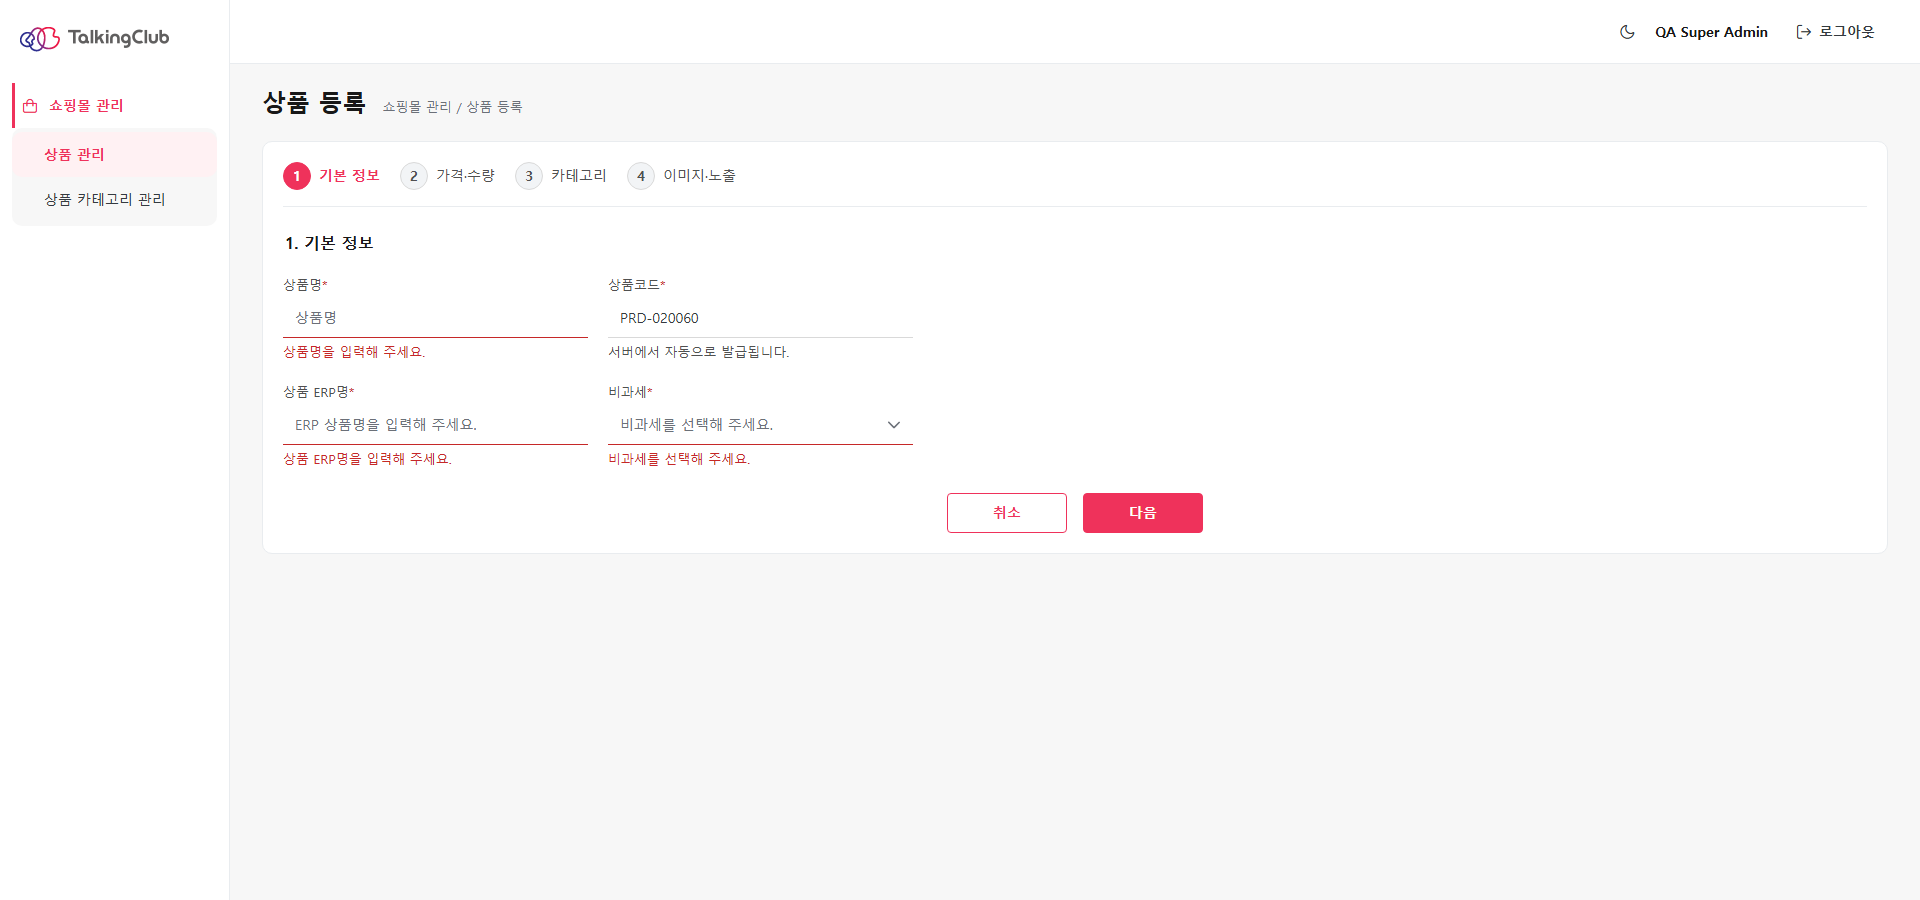 TalkingClub
QA Super Admin
로그아웃
쇼핑몰 관리
상품 관리
상품 카테고리 관리
상품 등록
쇼핑몰 관리 / 상품 등록
1 기본 정보
2 가격·수량
3 카테고리
4 이미지·노출
1. 기본 정보
상품명*
상품코드*
상품명
PRD-020060
상품명을 입력해 주세요.
서버에서 자동으로 발급됩니다.
상품 ERP명*
비과세*
ERP 상품명을 입력해 주세요.
비과세를 선택해 주세요.
상품 ERP명을 입력해 주세요.
비과세를 선택해 주세요.
취소
다음